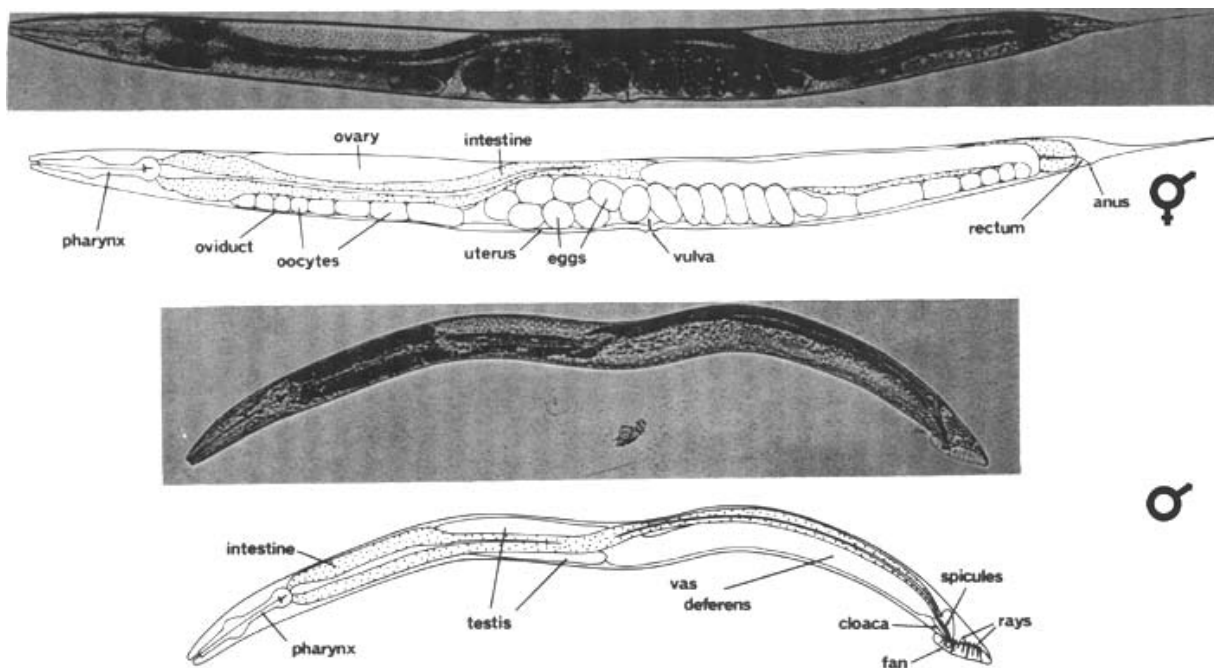 ovary
intestine
pharynx
oviduct
oocytes
uterus
eggs
vulva
rectum
anus
intestine
pharynx
testis
vas
deferens
spicules
cloaca
rays
fan